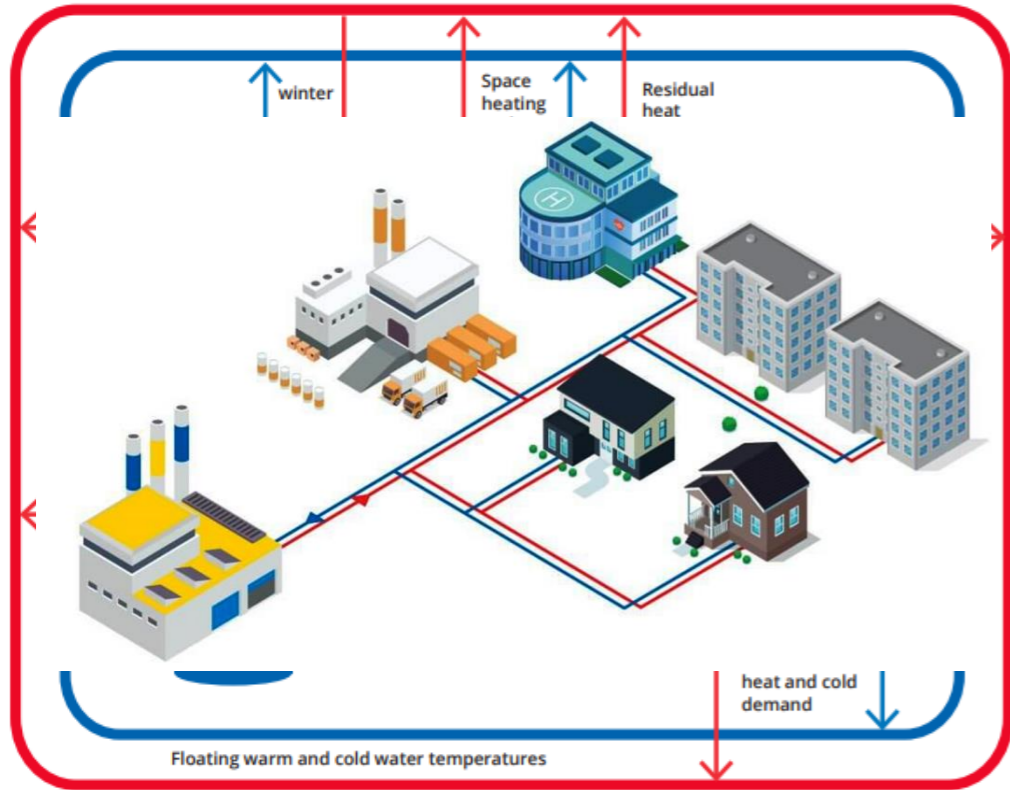 winter
Space
heating
Residual
heat
H
heat and cold
demand
Floating warm and cold water temperatures